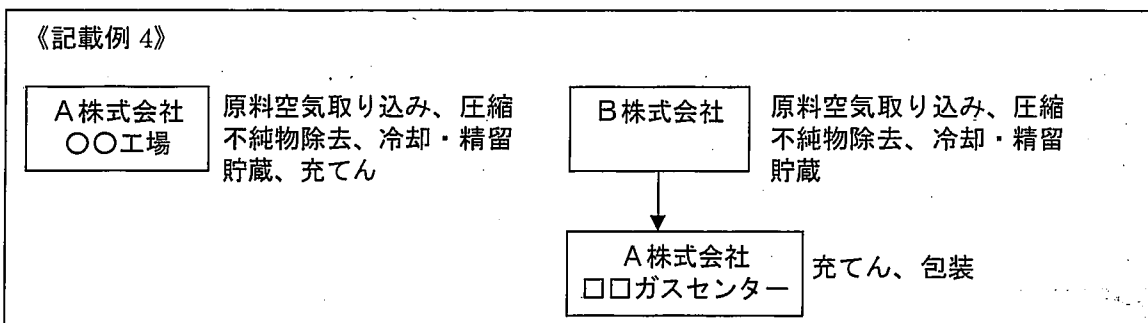 《記載例 4》
A株式会社
〇〇工場
原料空気取り込み、圧縮
不純物除去、冷却・精留
貯蔵、充てん
B株式会社
原料空気取り込み、圧縮
不純物除去、冷却・精留
貯蔵
A株式会社
□□ガスセンター
充てん、包装